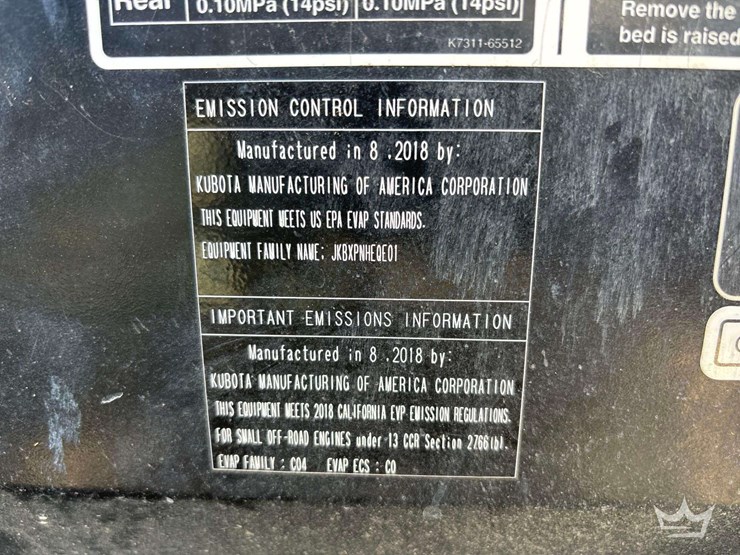 Rear 0.10MPa (14psi) 0.10MPa (14psi)
K7311-65512
Remove the
bed is raised
EMISSION CONTROL INFORMATION
Manufactured in 8 .2018 by:
KUBOTA MANUFACTURING OF AMERICA CORPORATION
THIS EQUIPMENT MEETS US EPA EVAP STANDARDS.
EQUIPMENT FAMILY NAME: JKBXPNHEQE01
IMPORTANT EMISSIONS INFORMATION
Manufactured in 8 .2018 by:
KUBOTA MANUFACTURING OF AMERICA CORPORATION
THIS EQUIPMENT MEETS 2018 CALIFORNIA EVP EMISSION REGULATIONS.
FOR SMALL OFF-ROAD ENGINES under 13 CCR Section 2766(b).
EVAP FAMILY : C04 EVAP ECS : CO